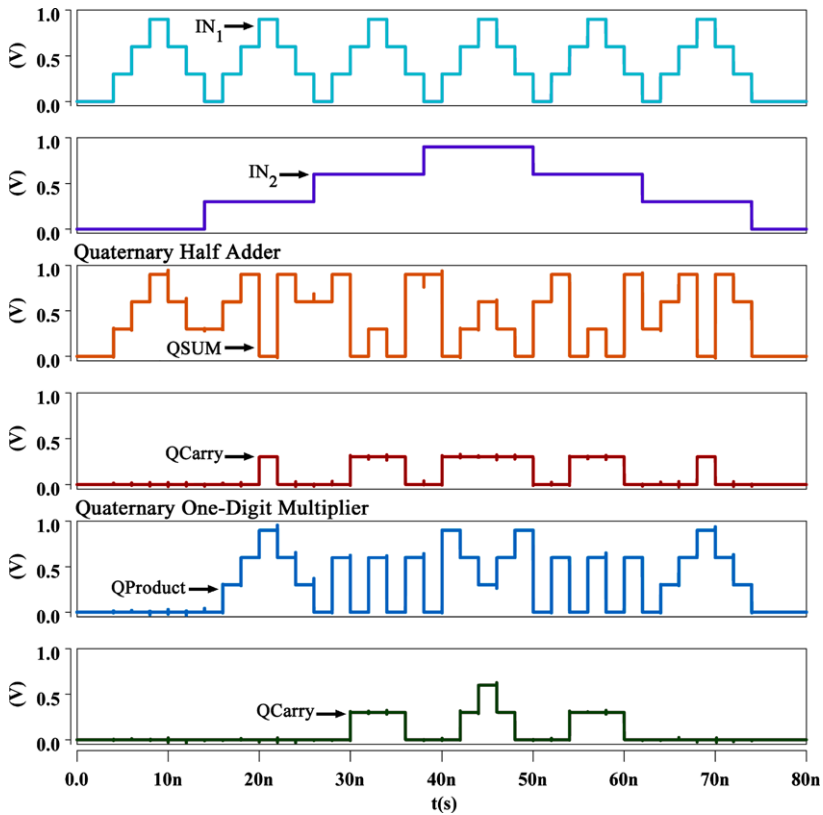 1.0
IN1
(V)
0.5
0.0
1.0
IN2
(V)
0.5
0.0
Quaternary Half Adder
1.0
(V)
0.5
QSUM
0.0
1.0
QCarry
(V)
0.5
0.0
Quaternary One-Digit Multiplier
1.0
(V)
0.5
QProduct
0.0
1.0
(V)
0.5
QCarry
0.0
0.0 10n 20n 30n 40n 50n 60n 70n 80n
t(s)